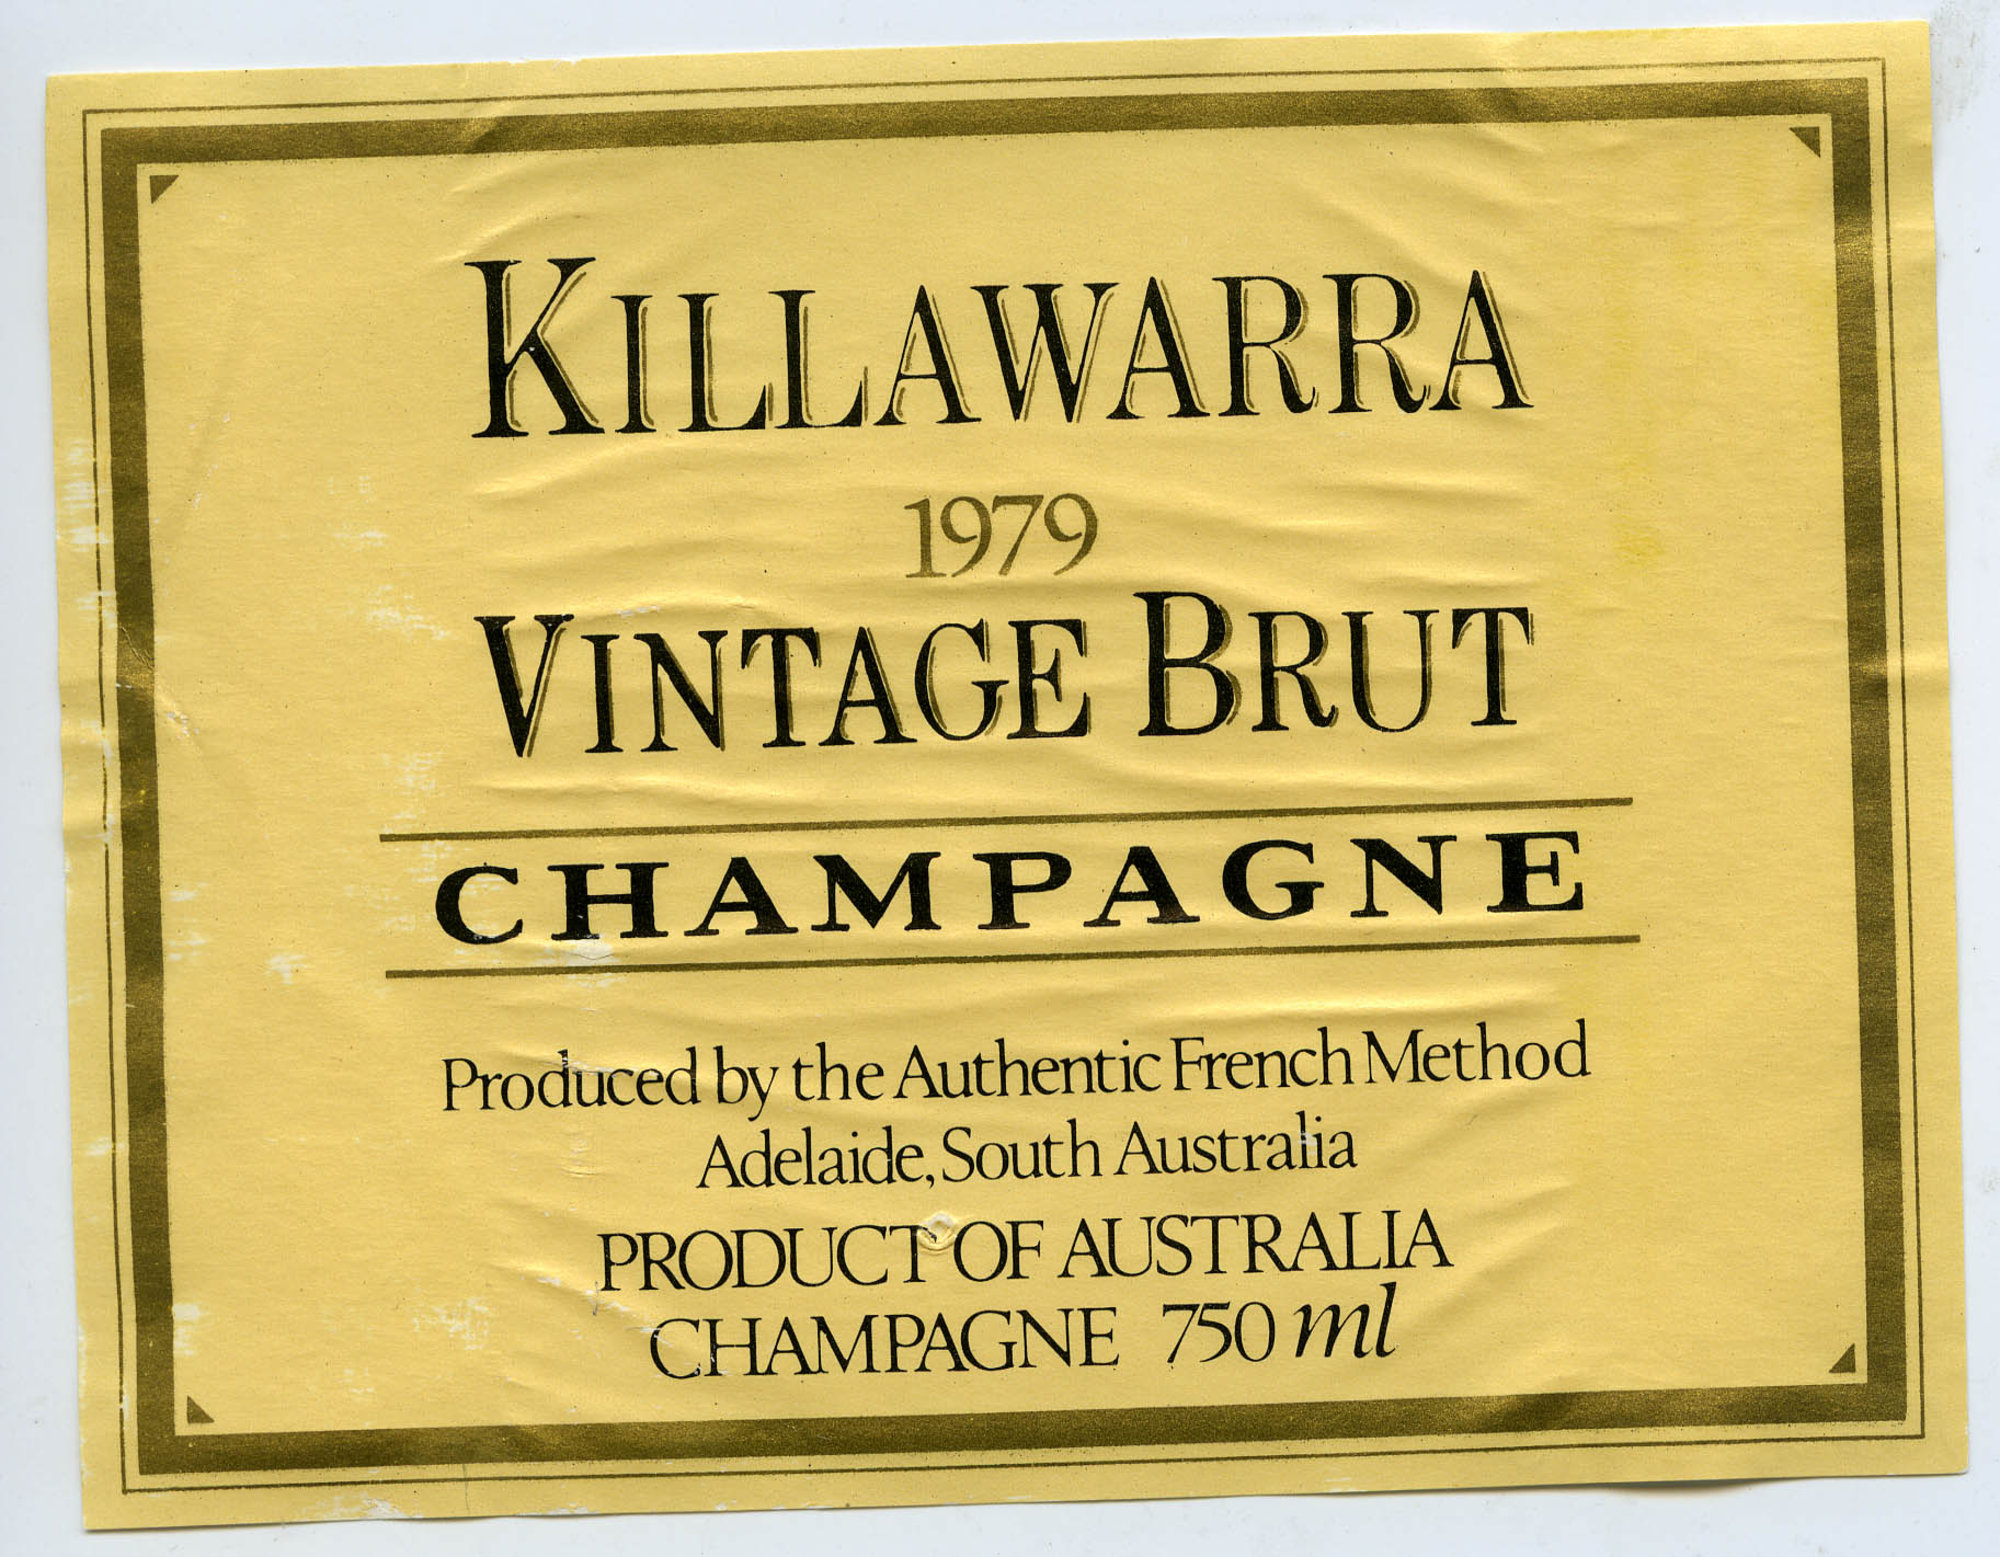 KILLAWARRA
1979
VINTAGE BRUT
CHAMPAGNE
Produced by the Authentic French Method
Adelaide, South Australia
PRODUCT OF AUSTRALIA
CHAMPAGNE 750 ml